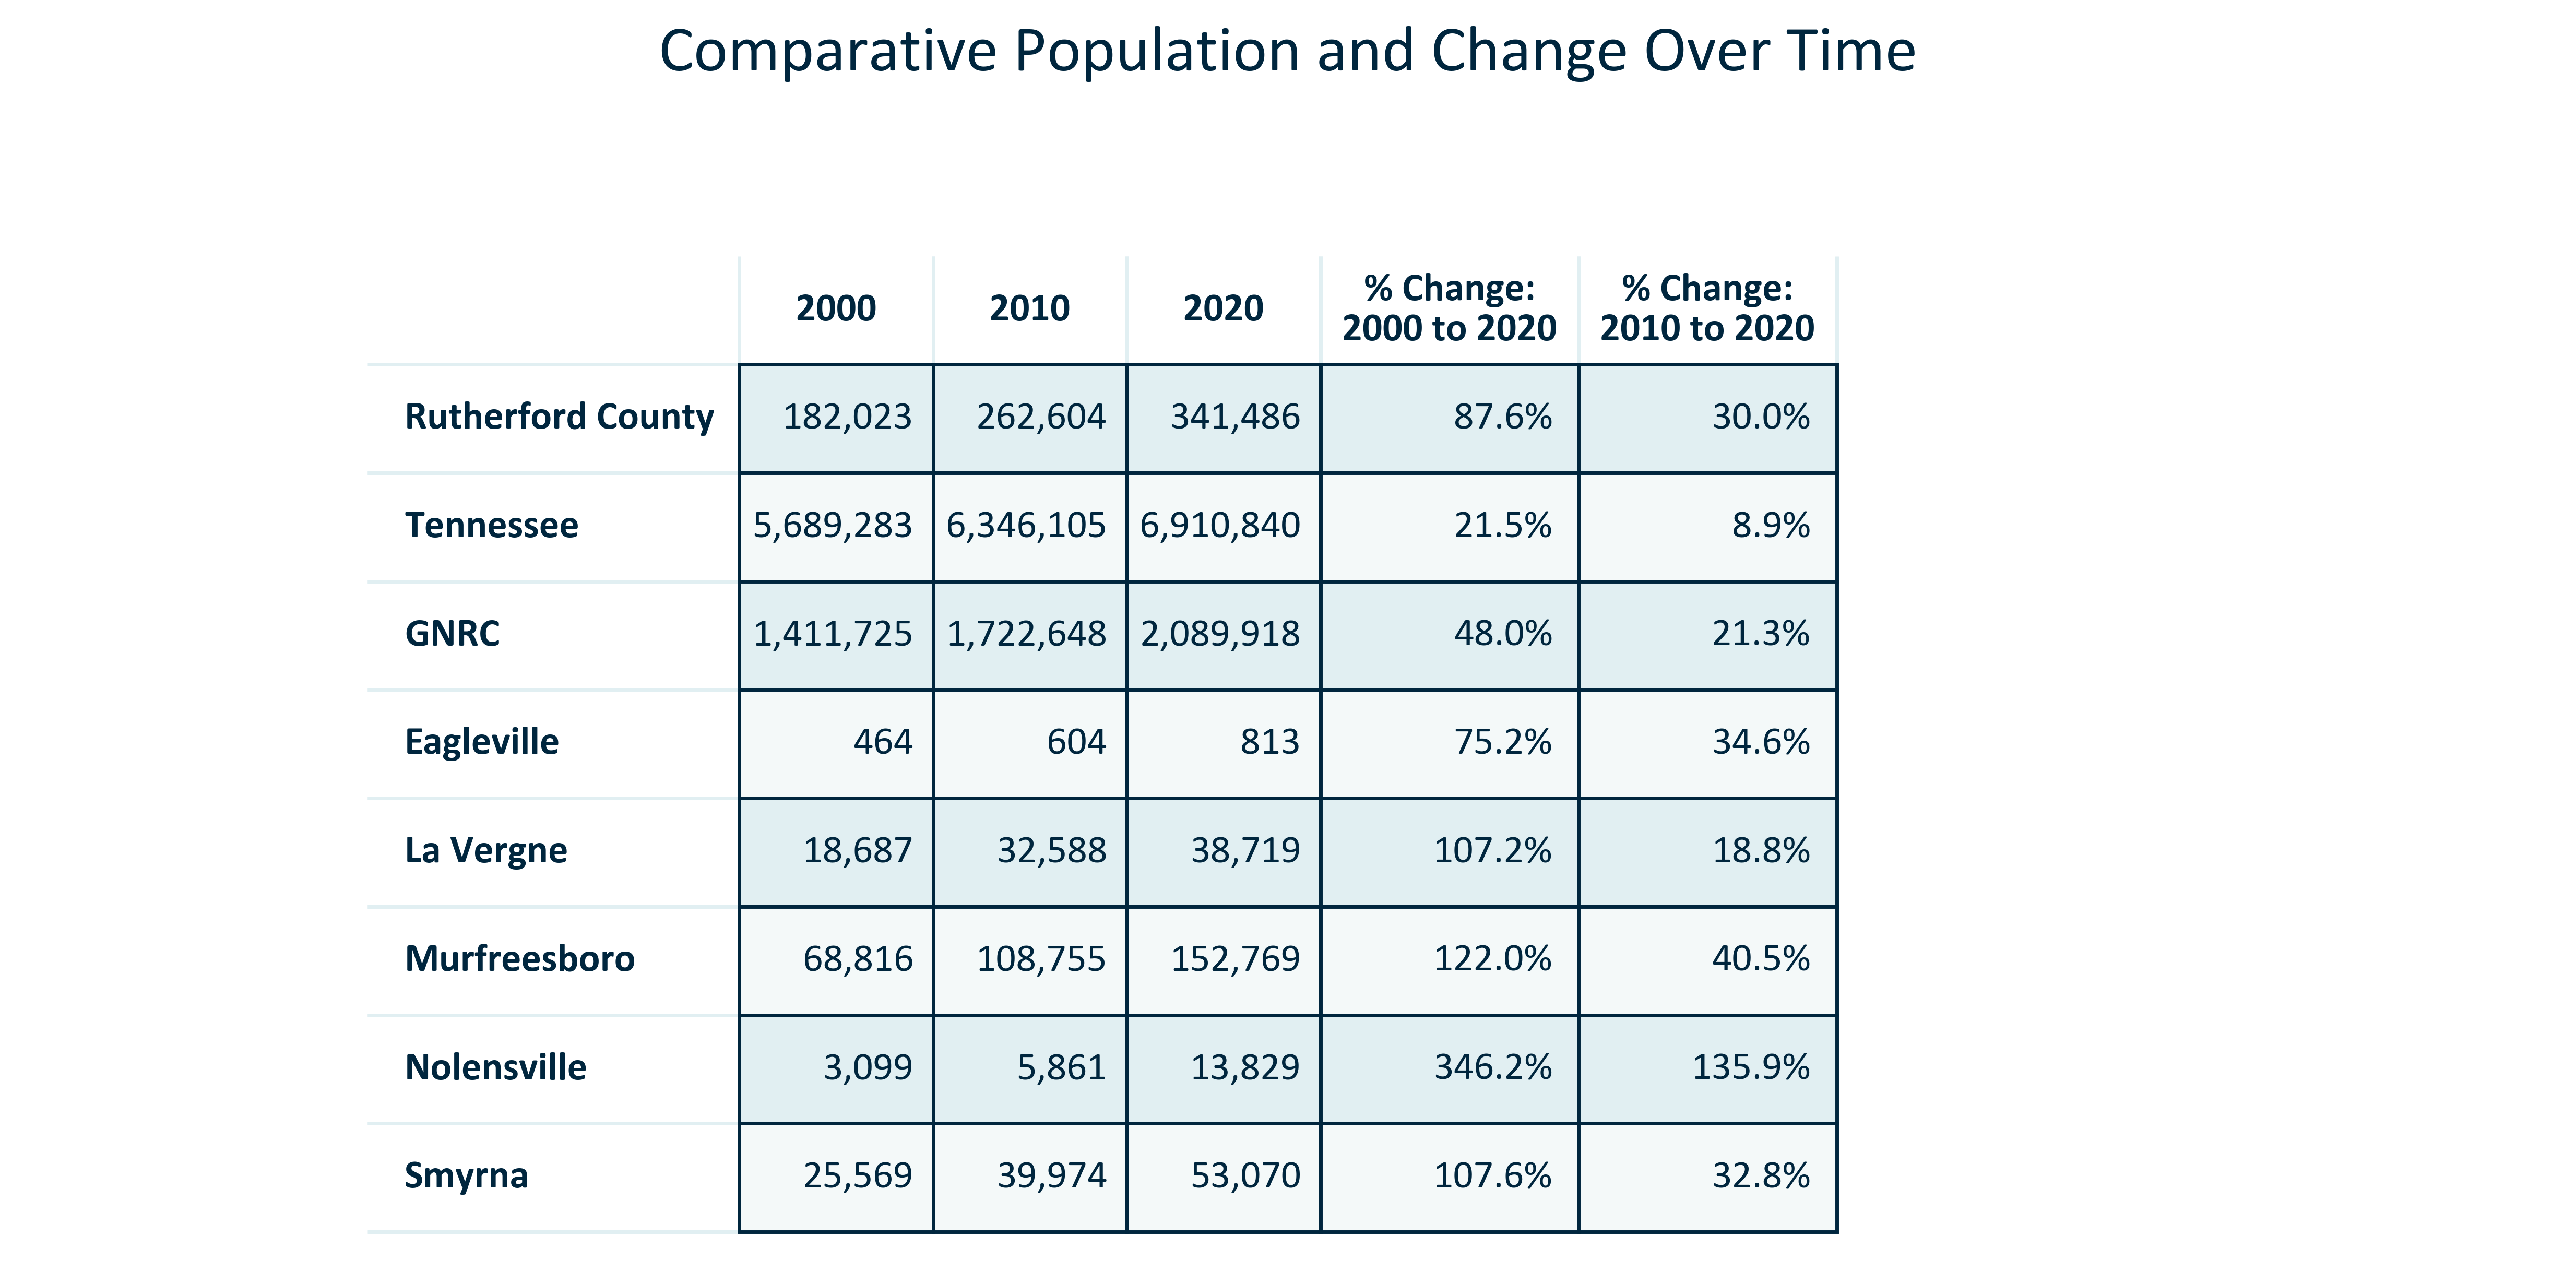 Comparative Population and Change Over Time
2000 2010 2020 % Change: 2000 to 2020 % Change: 2010 to 2020
Rutherford County 182,023 262,604 341,486 87.6% 30.0%
Tennessee 5,689,283 6,346,105 6,910,840 21.5% 8.9%
GNRC 1,411,725 1,722,648 2,089,918 48.0% 21.3%
Eagleville 464 604 813 75.2% 34.6%
La Vergne 18,687 32,588 38,719 107.2% 18.8%
Murfreesboro 68,816 108,755 152,769 122.0% 40.5%
Nolensville 3,099 5,861 13,829 346.2% 135.9%
Smyrna 25,569 39,974 53,070 107.6% 32.8%